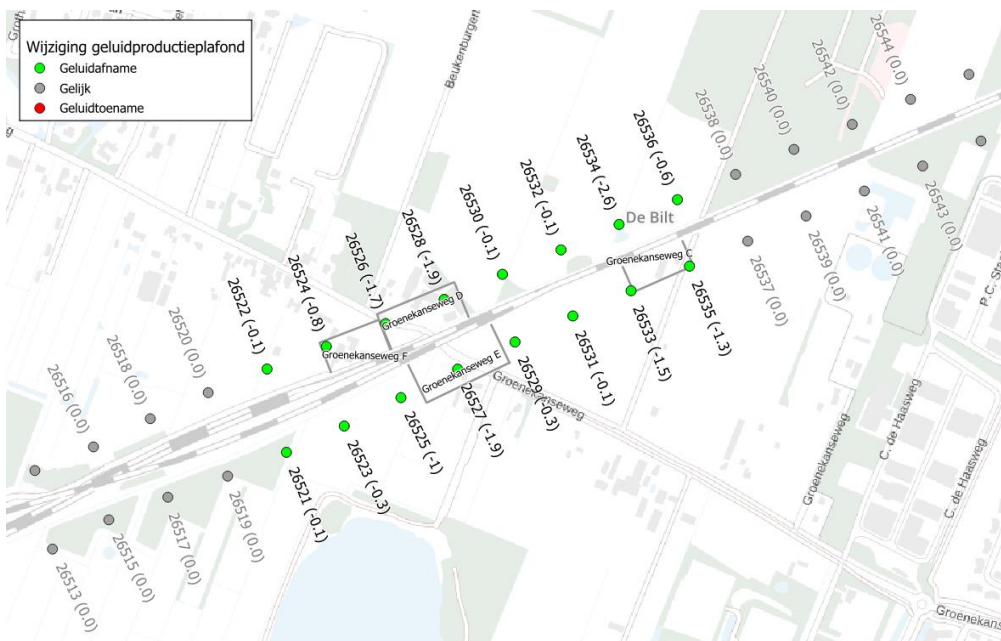 Wijziging geluidproductieplafond
Geluidafname
Gelijk
Geluidtoename
Beukenburgen
26544 (0.0)
26542 (0.0)
26540 (0.0)
26538 (0.0)
26536 (-0.6)
26534 (-2.6)
26532 (-0.1)
26530 (-0.1)
26528 (-1.9)
26526 (-1.7)
26524 (-0.8)
26522 (-0.1)
26520 (0.0)
26518 (0.0)
26516 (0.0)
De Bilt
Groenekanseweg C
Groenekanseweg D
Groenekanseweg F
Groenekanseweg E
26543 (0.0)
26541 (0.0)
26539 (0.0)
26537 (0.0)
26535 (-1.3)
26533 (-1.5)
26531 (-0.1)
26529 (-0.3)
26527 (-1.9)
26525 (-1)
26523 (-0.3)
26521 (-0.1)
26519 (0.0)
26517 (0.0)
26515 (0.0)
26513 (0.0)
Groenekanseweg
Groenekanseweg
C. de Haasweg
C. de Haasweg
P.C. Staa
Groenekanseweg